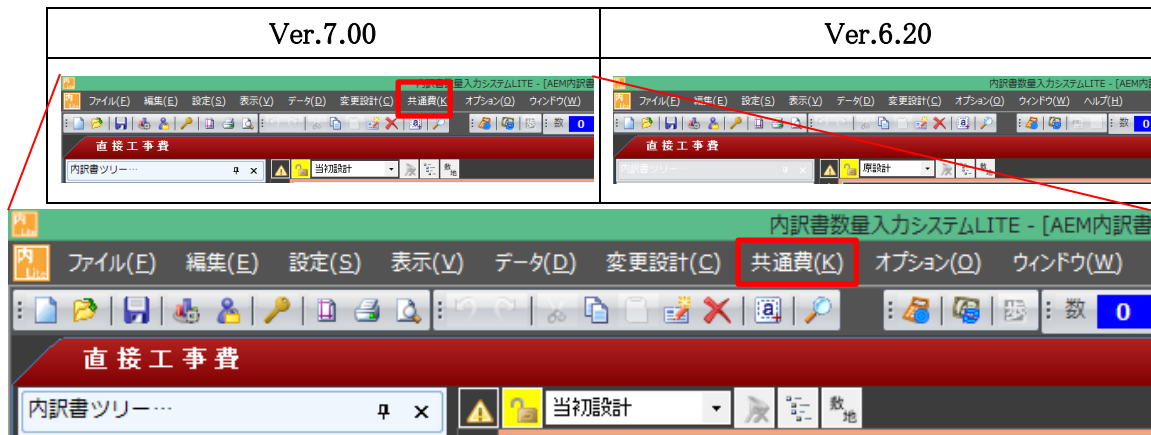 Ver.7.00
Ver.6.20
内訳書数量入力システムLITE - [AEM内訳書
ファイル(F) 編集(E) 設定(S) 表示(V) データ(D) 変更設計(C) 共通費(K) オプション(O) ウィンドウ(W)
直接工事費
内訳書ツリー…
当初設計
敷地
内訳書数量入力システムLITE - [AEM内
ファイル(F) 編集(E) 設定(S) 表示(V) データ(D) 変更設計(C) オプション(O) ウィンドウ(W) ヘルプ(H)
数 0
直接工事費
内訳書ツリー
原設計
敷地
内訳書数量入力システムLITE - [AEM内訳書
内 Lite ファイル(F) 編集(E) 設定(S) 表示(V) データ(D) 変更設計(C) 共通費(K) オプション(O) ウィンドウ(W)
数 0
直接工事費
内訳書ツリー… 当初設計 敷地